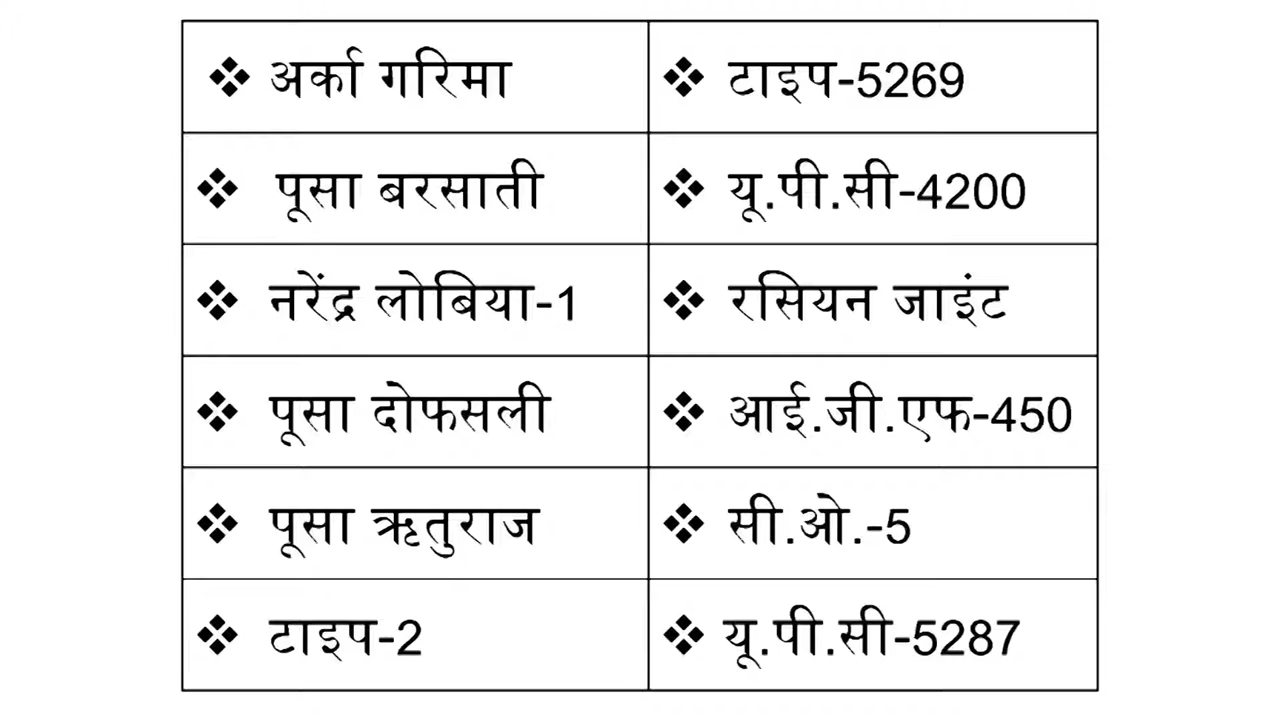 ❖ अर्का गरिमा ❖ टाइप-5269
❖ पूसा बरसाती ❖ यू.पी.सी-4200
❖ नरेंद्र लोबिया-1 ❖ रसियन जाइंट
❖ पूसा दोफसली ❖ आई.जी.एफ-450
❖ पूसा ऋतुराज ❖ सी.ओ.-5
❖ टाइप-2 ❖ यू.पी.सी-5287